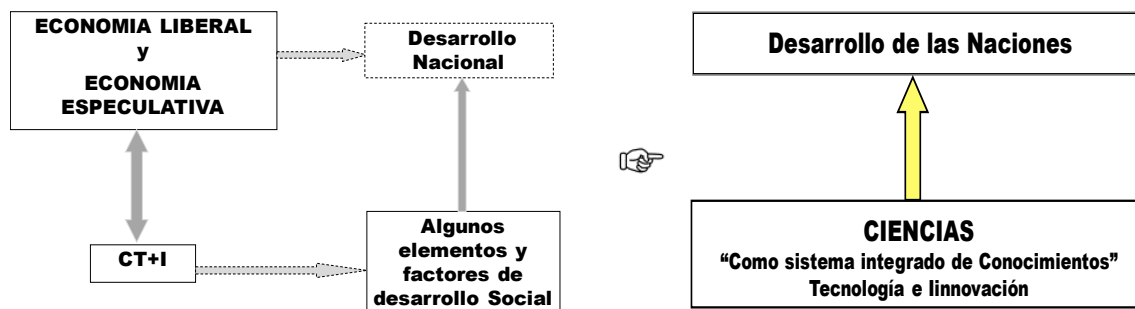 ECONOMIA LIBERAL
y
ECONOMIA
ESPECULATIVA
Desarrollo
Nacional
CT+I
Algunos
elementos y
factores de
desarrollo Social
Desarrollo de las Naciones
CIENCIAS
“Como sistema integrado de Conocimientos”
Tecnología e Iinnovación